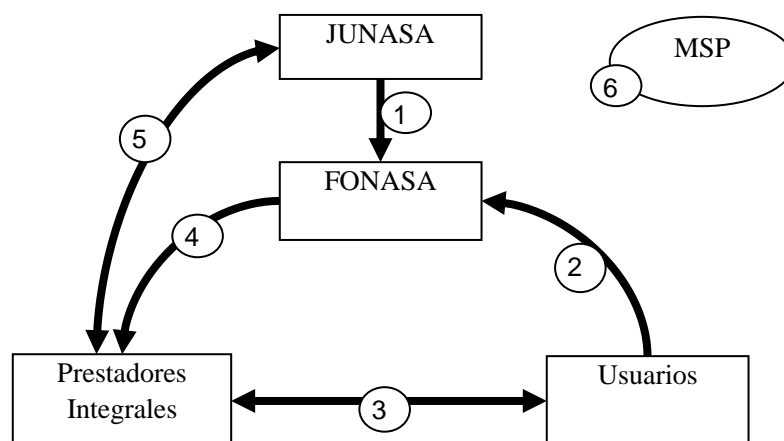 JUNASA
MSP
6
1
5
FONASA
4
2
Prestadores
Integrales
Usuarios
3